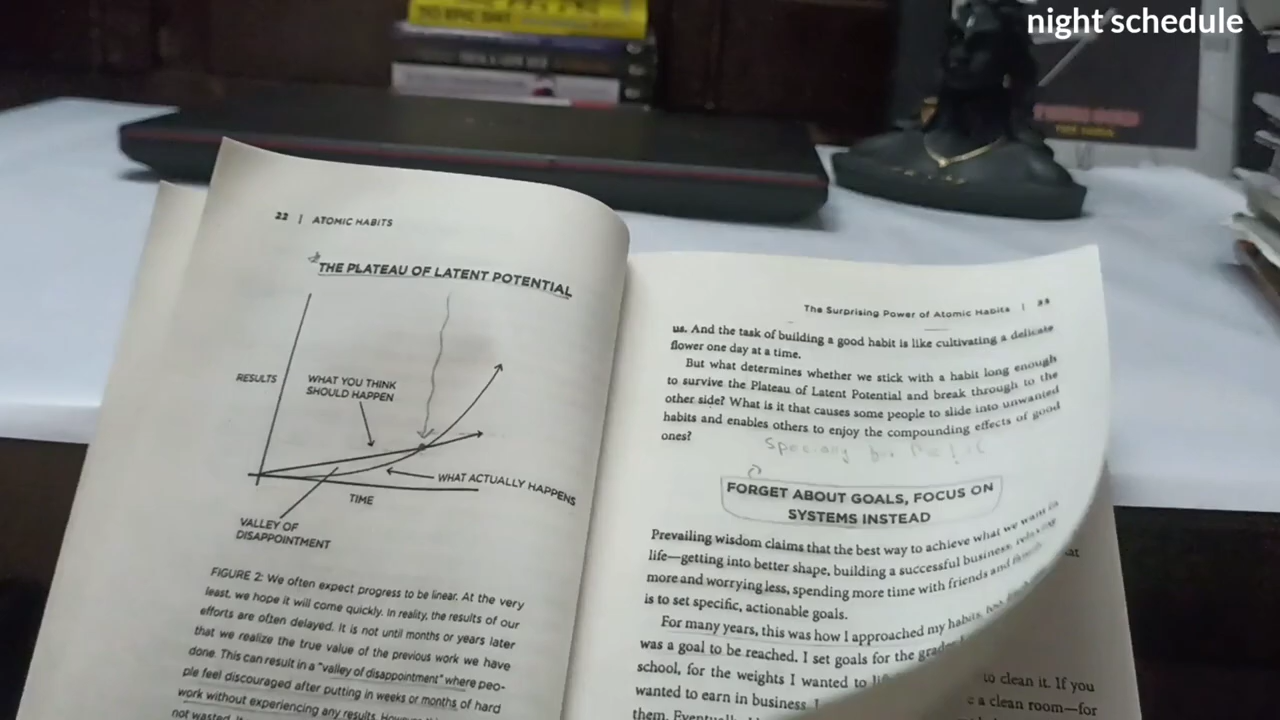 night schedule
TO EPIC SHIT
22 | ATOMIC HABITS
THE PLATEAU OF LATENT POTENTIAL
RESULTS
WHAT YOU THINK
SHOULD HAPPEN
WHAT ACTUALLY HAPPENS
TIME
VALLEY OF
DISAPPOINTMENT
FIGURE 2: We often expect progress to be linear. At the very
least, we hope it will come quickly. In reality, the results of our
efforts are often delayed. It is not until months or years later
that we realize the true value of the previous work we have
done. This can result in a "valley of disappointment" where peo-
ple feel discouraged after putting in weeks or months of hard
work without experiencing any results. However
not wasted.
The Surprising Power of Atomic Habits |
us. And the task of building a good habit is like cultivating a delicate
flower one day at a time.
But what determines whether we stick with a habit long enough
to survive the Plateau of Latent Potential and break through to the
other side? What is it that causes some people to slide into unwanted
habits and enables others to enjoy the compounding effects of good
ones?
FORGET ABOUT GOALS, FOCUS ON
SYSTEMS INSTEAD
Prevailing wisdom claims that the best way to achieve what we want in
life—getting into better shape, building a successful business, relaxing
more and worrying less, spending more time with friends and family—
is to set specific, actionable goals.
For many years, this was how I approached my habits, too.
was a goal to be reached. I set goals for the grades
school, for the weights I wanted to
wanted to earn in business,
them.
to clean it. If you
a clean room—for